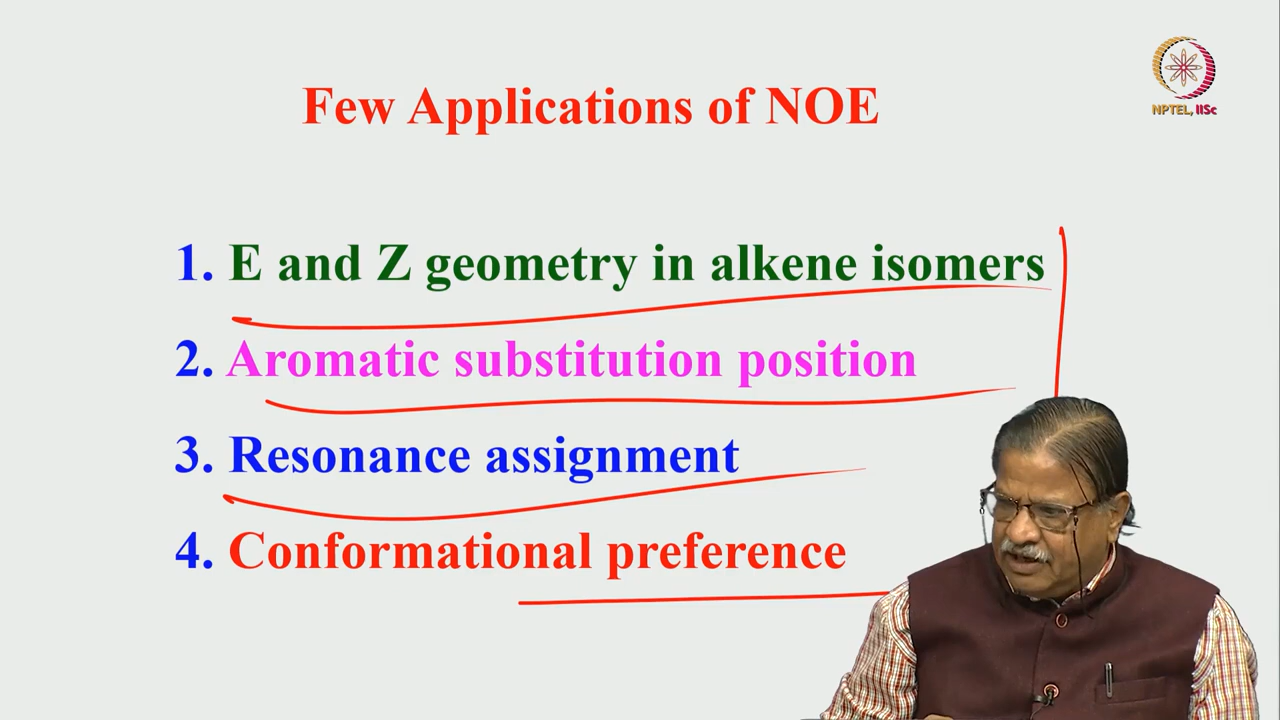 Few Applications of NOE
NPTEL, IISc
1. E and Z geometry in alkene isomers
2. Aromatic substitution position
3. Resonance assignment
4. Conformational preference